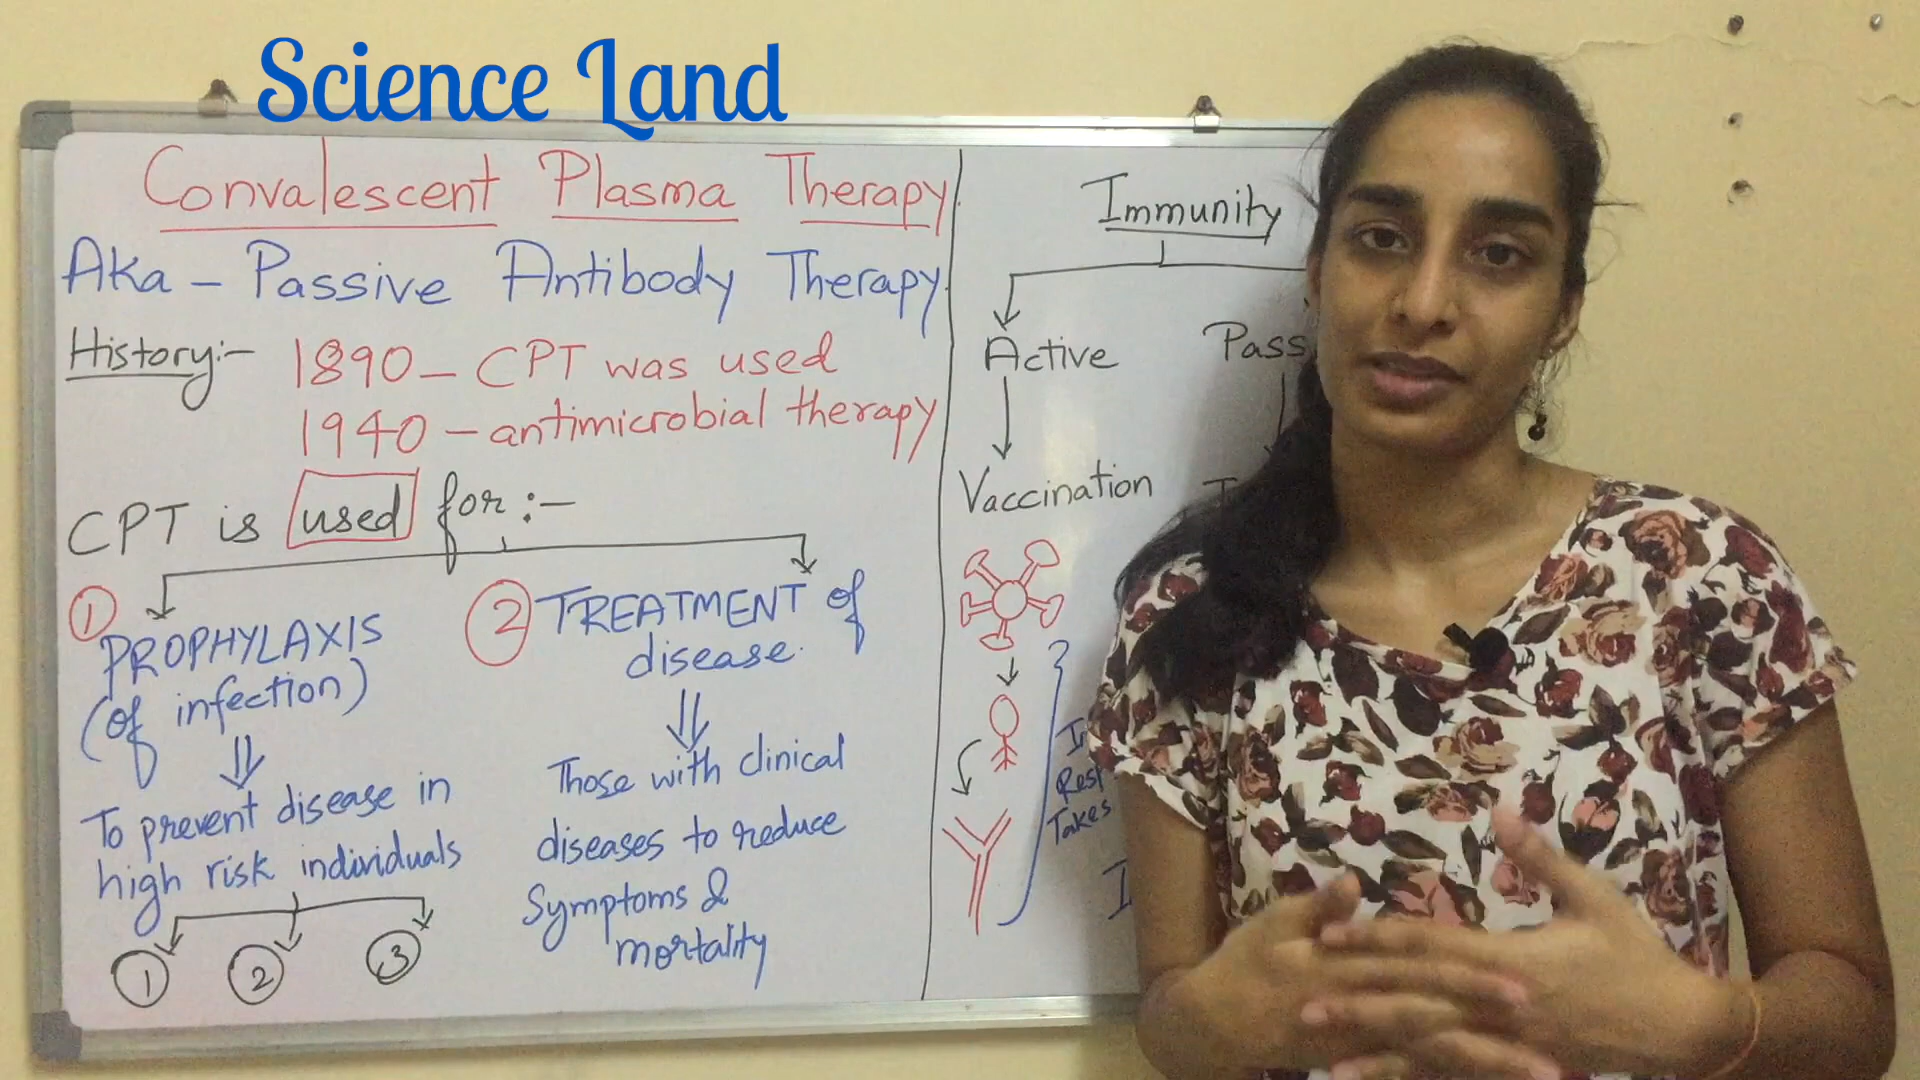 Science Land
Convalescent Plasma Therapy
Aka - Passive Antibody Therapy
History:- 1890 - CPT was used
1940 - antimicrobial therapy
CPT is used for :-
1
PROPHYLAXIS
(of infection)
To prevent disease in
high risk individuals
1 2 3
2 TREATMENT of
disease.
Those with clinical
diseases to reduce
Symptoms &
mortality
Immunity
Active
Vaccination
Takes